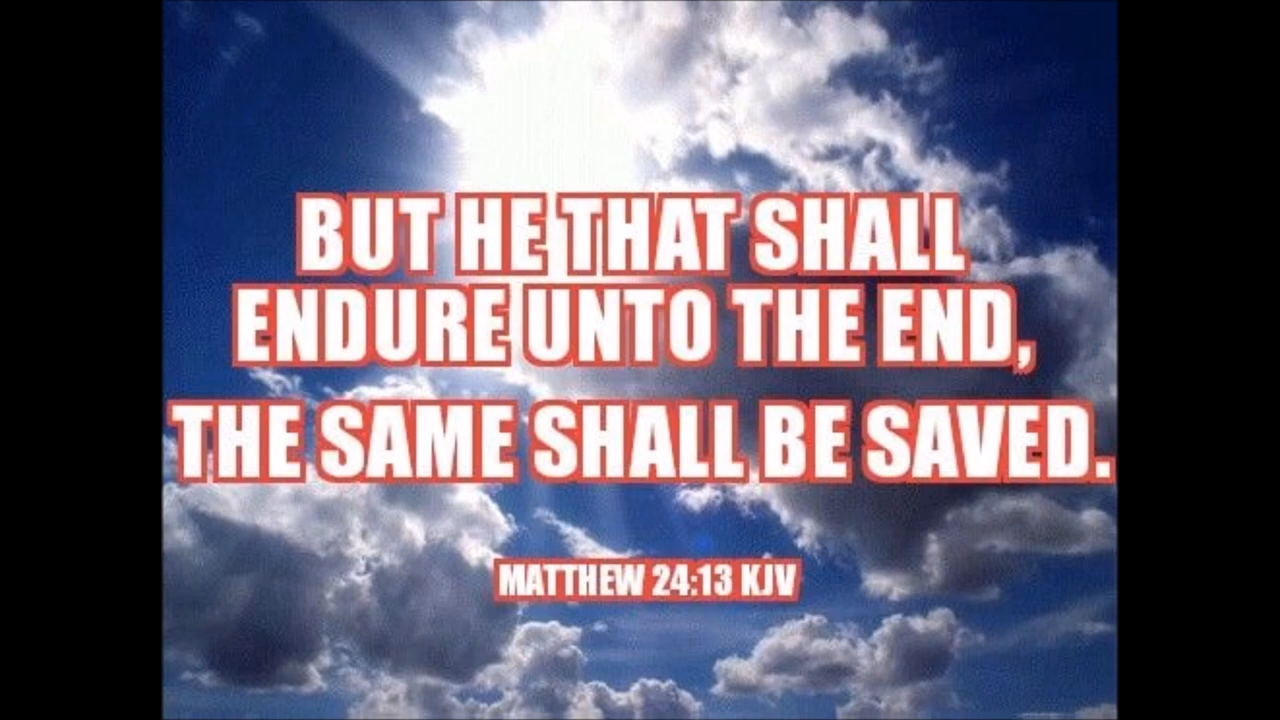 BUT HE THAT SHALL
ENDURE UNTO THE END,
THE SAME SHALL BE SAVED.
MATTHEW 24:13 KJV